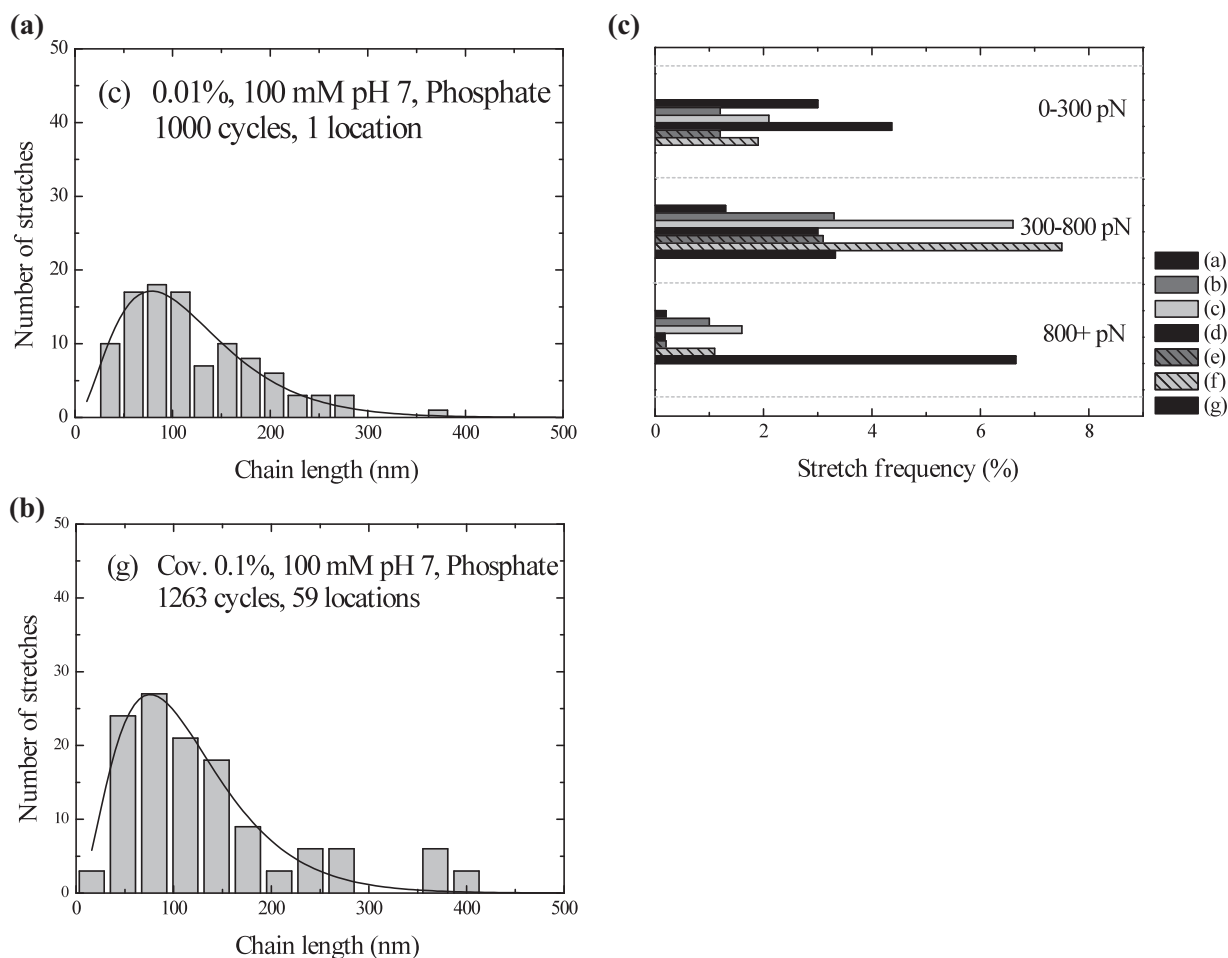 (a)
50
40
30
20
10
0
Number of stretches
(c) 0.01%, 100 mM pH 7, Phosphate
1000 cycles, 1 location
0 100 200 300 400 500
Chain length (nm)
(b)
50
40
30
20
10
0
Number of stretches
(g) Cov. 0.1%, 100 mM pH 7, Phosphate
1263 cycles, 59 locations
0 100 200 300 400 500
Chain length (nm)
(c)
0-300 pN
300-800 pN
800+ pN
0 2 4 6 8
Stretch frequency (%)
(a)
(b)
(c)
(d)
(e)
(f)
(g)